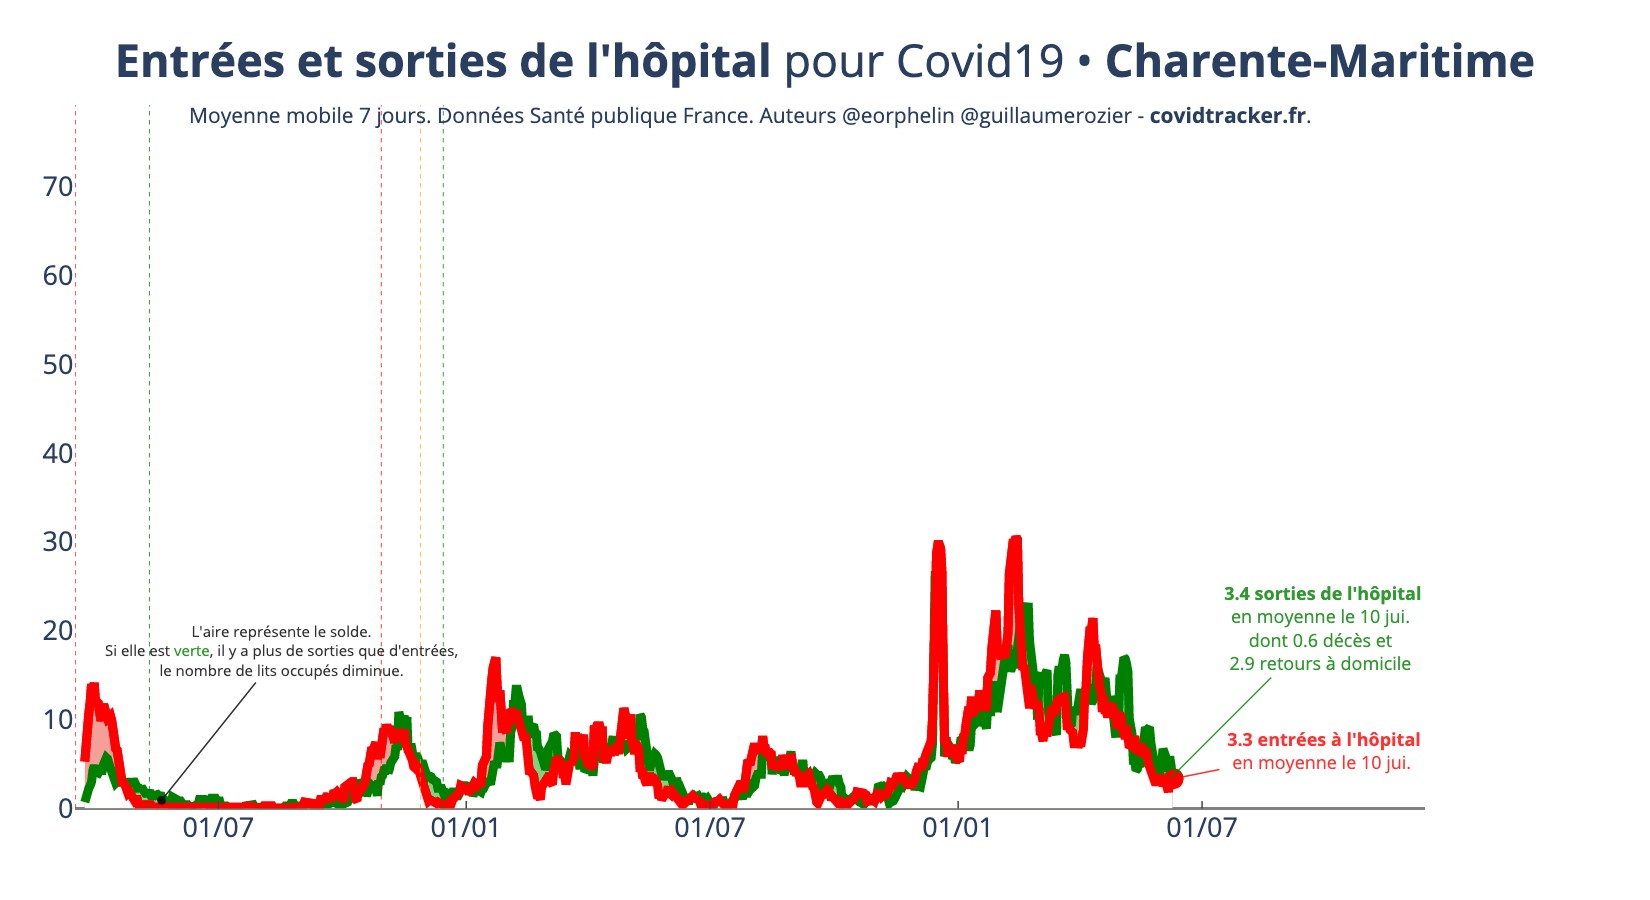 Entrées et sorties de l'hôpital pour Covid19 • Charente-Maritime
Moyenne mobile 7 jours. Données Santé publique France. Auteurs @eorphelin @guillaumerozier - covidtracker.fr.
70
60
50
40
30
20
10
0
L'aire représente le solde.
Si elle est verte, il y a plus de sorties que d'entrées,
le nombre de lits occupés diminue.
3.4 sorties de l'hôpital
en moyenne le 10 jui.
dont 0.6 décès et
2.9 retours à domicile
3.3 entrées à l'hôpital
en moyenne le 10 jui.
01/07
01/01
01/07
01/01
01/07